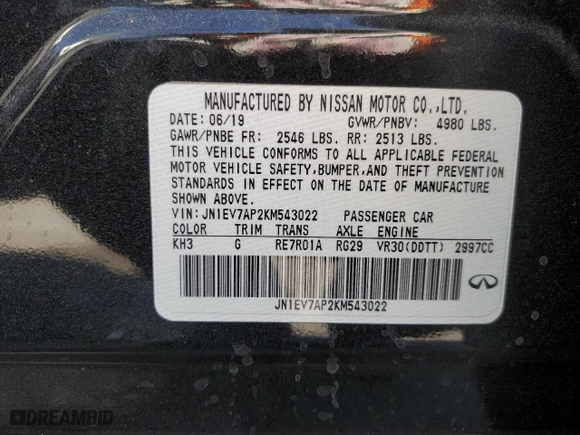 MANUFACTURED BY NISSAN MOTOR CO.,LTD.
DATE: 06/19 GVWR/PNBV: 4980 LBS.
GAWR/PNBE FR: 2546 LBS. RR: 2513 LBS.
THIS VEHICLE CONFORMS TO ALL APPLICABLE FEDERAL
MOTOR VEHICLE SAFETY,BUMPER,AND THEFT PREVENTION
STANDARDS IN EFFECT ON THE DATE OF MANUFACTURE
SHOWN ABOVE.
VIN:JN1EV7AP2KM543022 PASSENGER CAR
COLOR TRIM TRANS AXLE ENGINE
KH3 G RE7R01A RG29 VR30(DDTT) 2997CC
JN1EV7AP2KM543022
DREAMBID